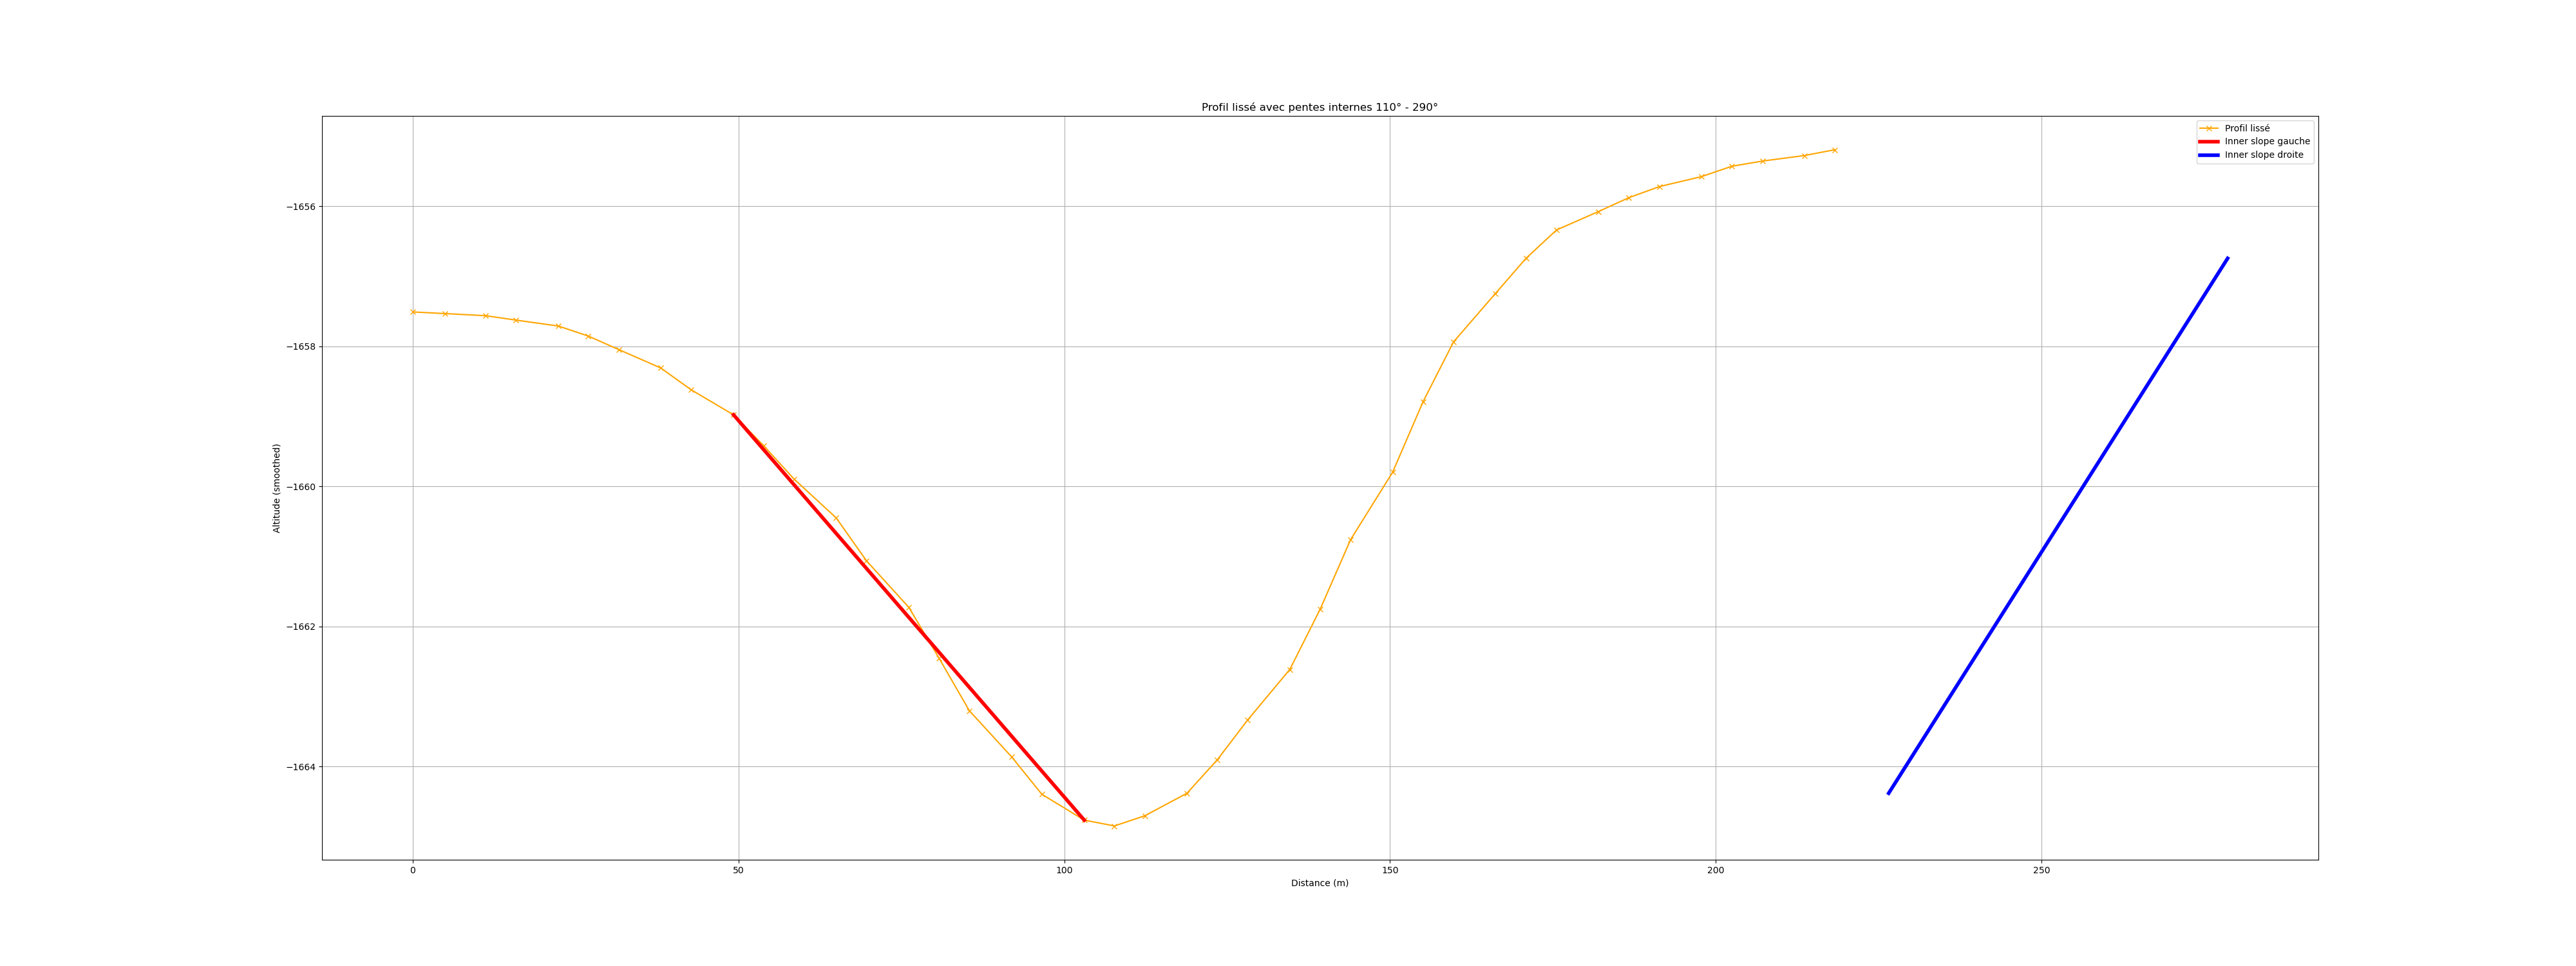 Profil lissé avec pentes internes 110° - 290°
Profil lissé
Inner slope gauche
Inner slope droite
Altitude (smoothed)
−1656
−1658
−1660
−1662
−1664
0
50
100
150
200
250
Distance (m)